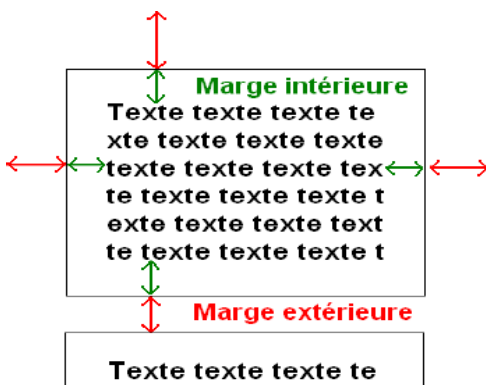 Marge intérieure
Texte texte texte te
xte texte texte texte
texte texte texte tex
te texte texte texte t
exte texte texte text
te texte texte texte t
Marge extérieure
Texte texte texte te